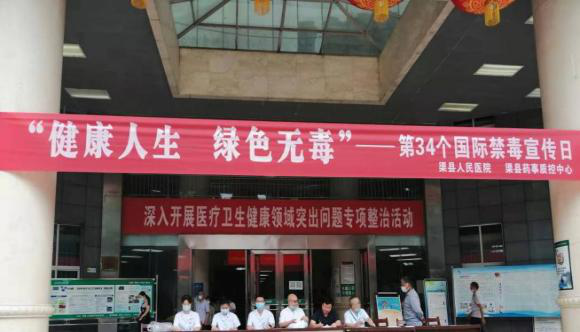 “健康人生　绿色无毒”——第34个国际禁毒宣传日
渠县人民医院　渠县药事质控中心
深入开展医疗卫生健康领域突出问题专项整治活动